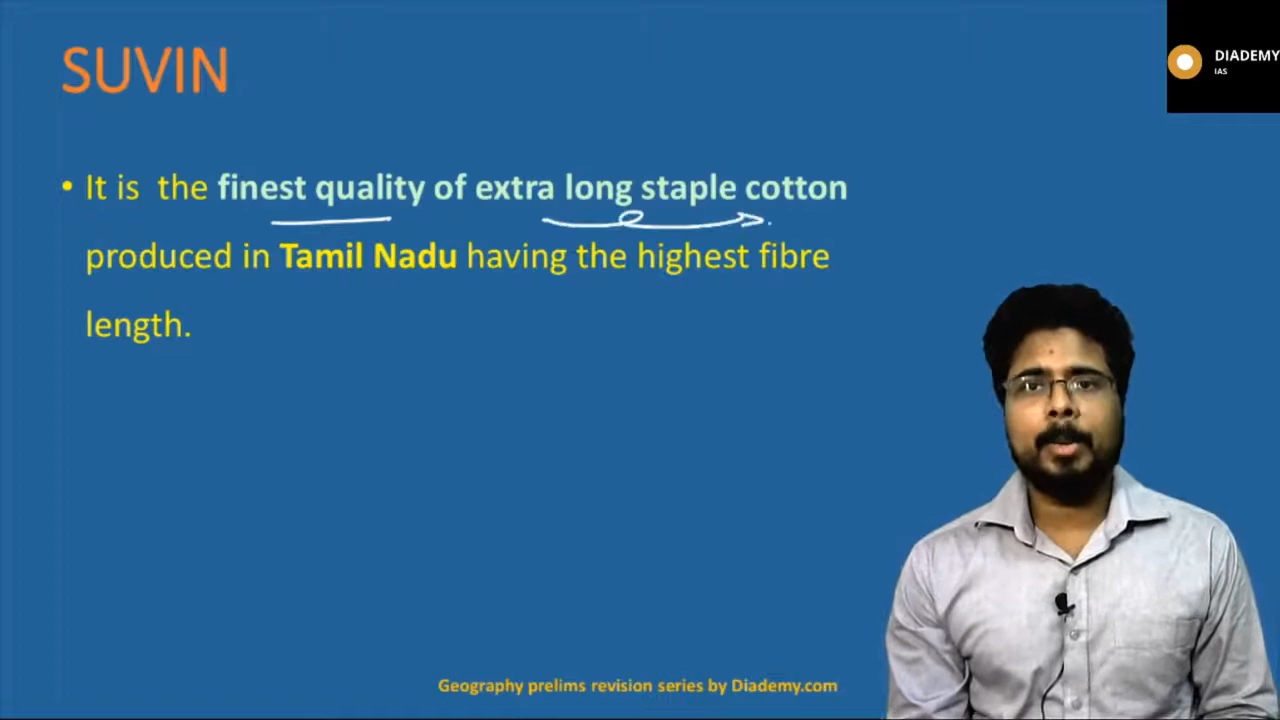 SUVIN
DIADEMY
IAS
• It is the finest quality of extra long staple cotton
produced in Tamil Nadu having the highest fibre
length.
Geography prelims revision series by Diademy.com